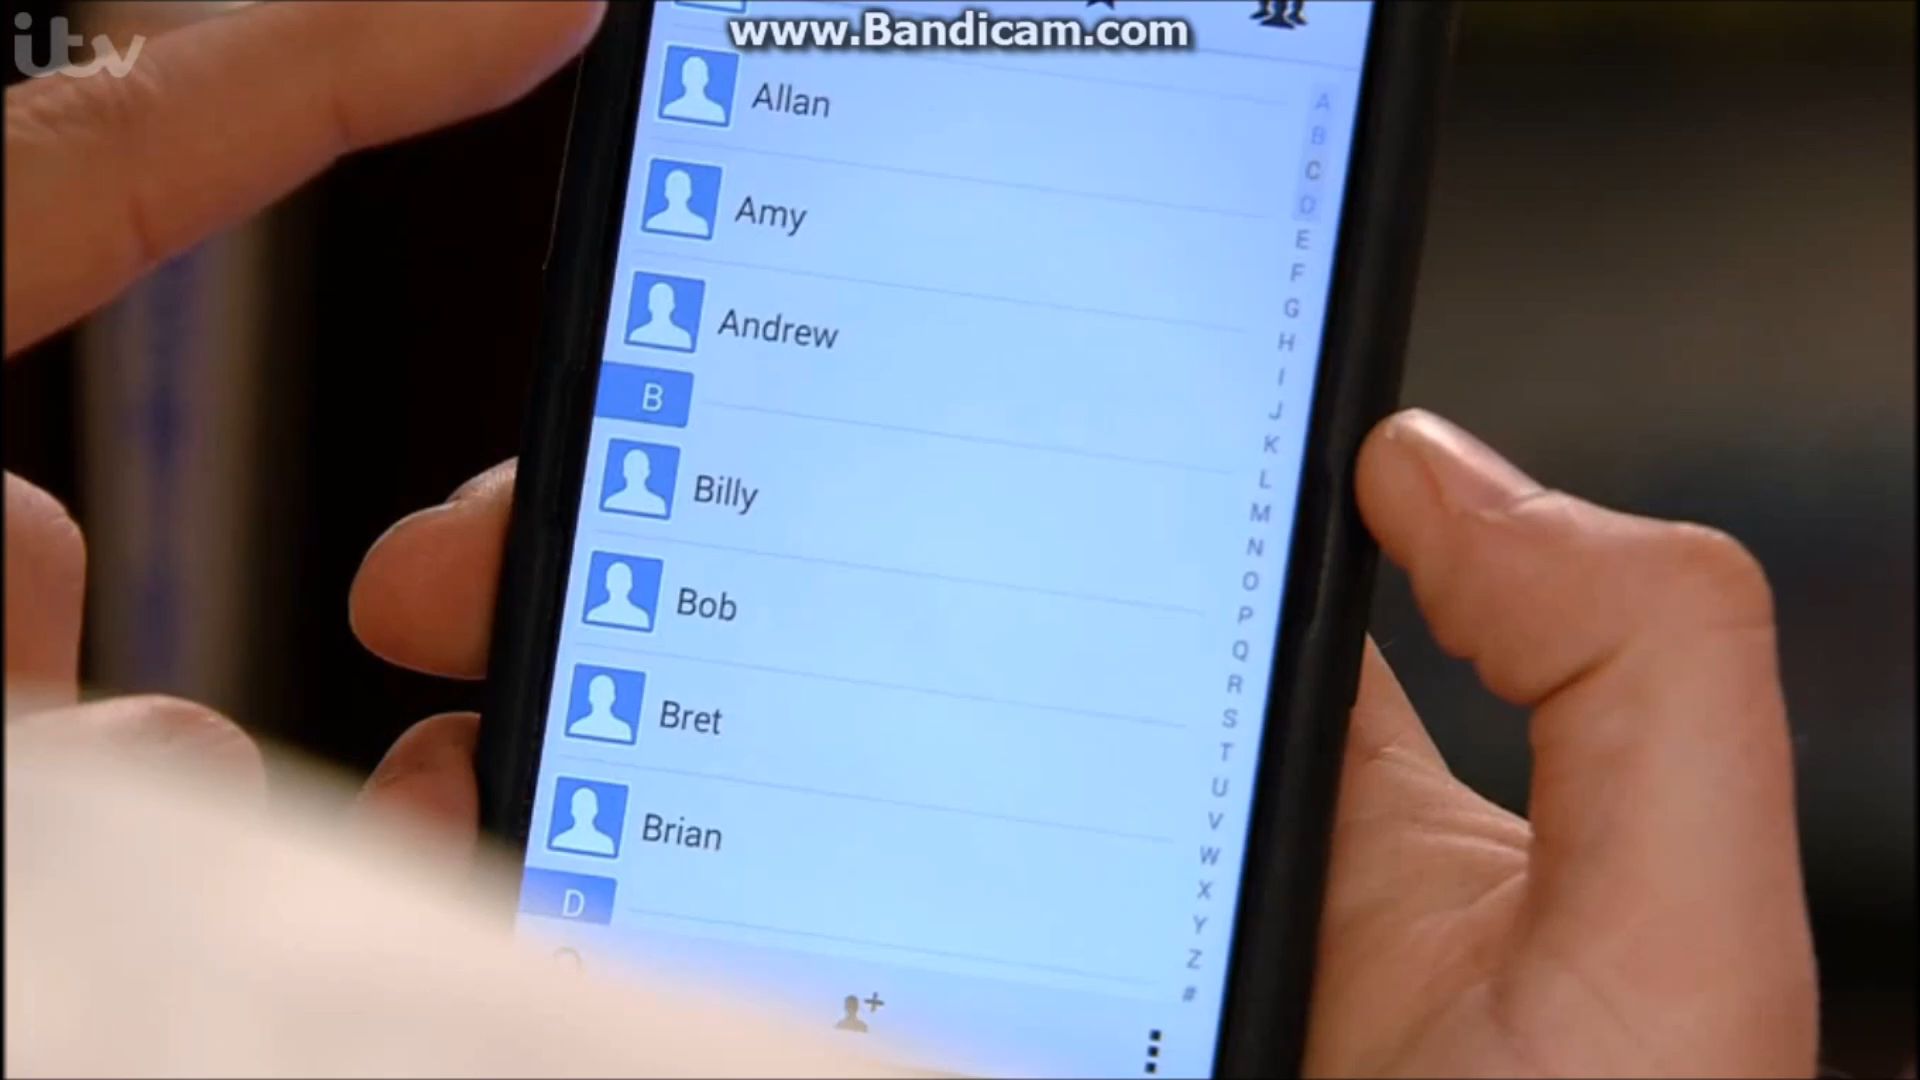 itv
www.Bandicam.com
Allan
Amy
Andrew
B
Billy
Bob
Bret
Brian
D
A
B
C
D
E
F
G
H
I
J
K
L
M
N
O
P
Q
R
S
T
U
V
W
X
Y
Z
#